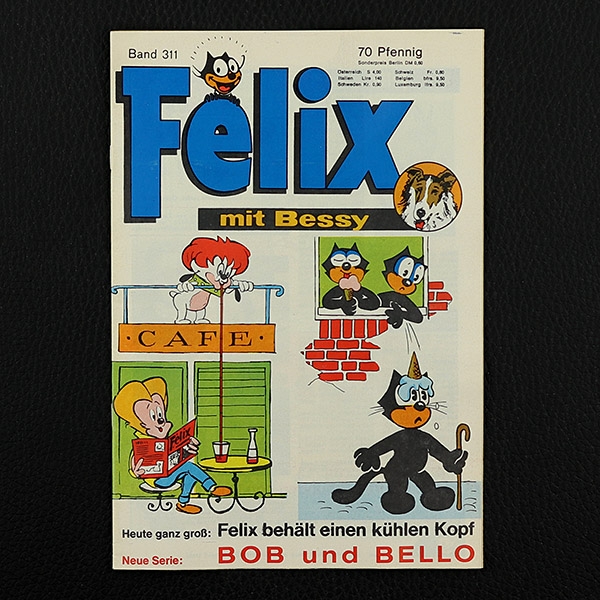 Band 311
70 Pfennig
Sonderpreis Berlin DM 0,60
Österreich S 4,00 Schweiz Fr. 0,80
Italien Lire 140 Belgien bfrs. 9,50
Schweden Kr. 0,90 Luxemburg lfrs. 9,50
Felix
mit Bessy
· CAFE ·
Felix
Heute ganz groß: Felix behält einen kühlen Kopf
Neue Serie: BOB und BELLO